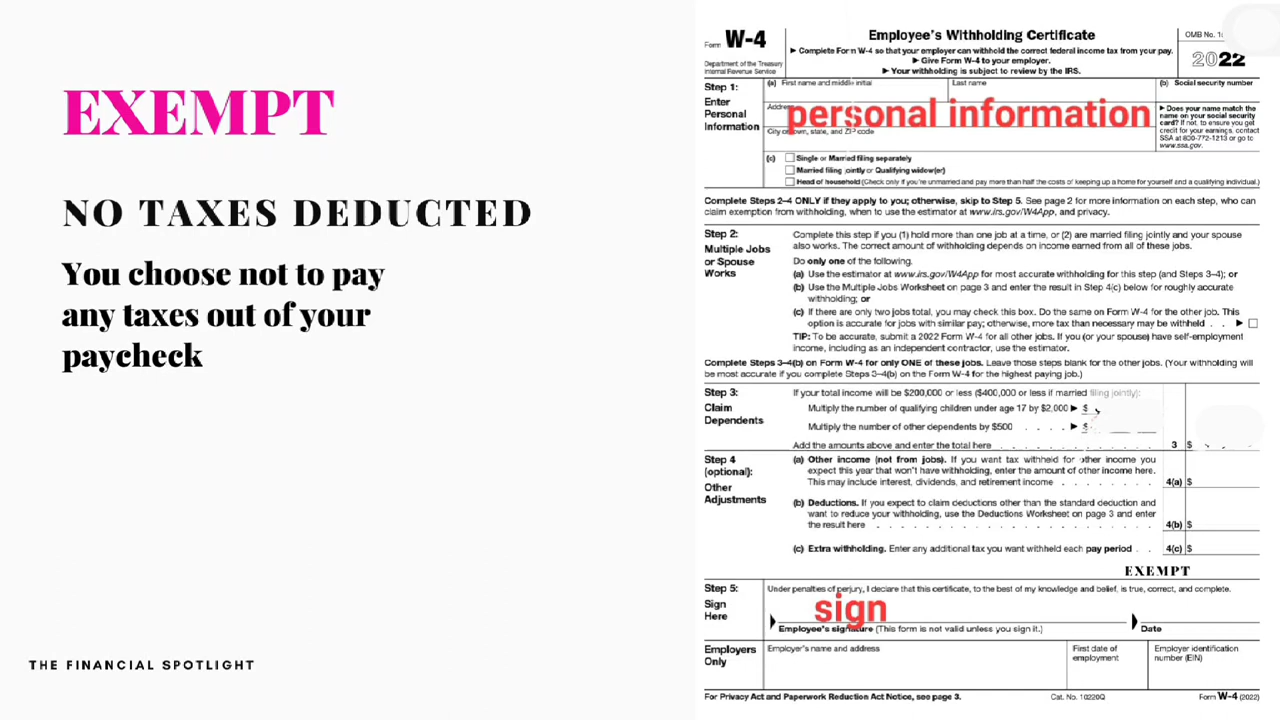 EXEMPT
NO TAXES DEDUCTED
You choose not to pay
any taxes out of your
paycheck
THE FINANCIAL SPOTLIGHT
Form W-4
Department of the Treasury
Internal Revenue Service
Employee's Withholding Certificate
▶ Complete Form W-4 so that your employer can withhold the correct federal income tax from your pay.
▶ Give Form W-4 to your employer.
▶ Your withholding is subject to review by the IRS.
OMB No.
2022
Step 1:
Enter
Personal
Information
(a) First name and middle initial
Last name
(b) Social security number
Address
personal information
City or town, state, and ZIP code
▶ Does your name match the
name on your social security
card? If not, to ensure you get
credit for your earnings, contact
SSA at 800-772-1213 or go to
www.ssa.gov.
(c) Single or Married filing separately
Married filing jointly or Qualifying widow(er)
Head of household (Check only if you're unmarried and pay more than half the costs of keeping up a home for yourself and a qualifying individual.)
Complete Steps 2–4 ONLY if they apply to you; otherwise, skip to Step 5. See page 2 for more information on each step, who can
claim exemption from withholding, when to use the estimator at www.irs.gov/W4App, and privacy.
Step 2:
Multiple Jobs
or Spouse
Works
Complete this step if you (1) hold more than one job at a time, or (2) are married filing jointly and your spouse
also works. The correct amount of withholding depends on income earned from all of these jobs.
Do only one of the following.
(a) Use the estimator at www.irs.gov/W4App for most accurate withholding for this step (and Steps 3–4); or
(b) Use the Multiple Jobs Worksheet on page 3 and enter the result in Step 4(c) below for roughly accurate
withholding; or
(c) If there are only two jobs total, you may check this box. Do the same on Form W-4 for the other job. This
option is accurate for jobs with similar pay; otherwise, more tax than necessary may be withheld . . ▶
TIP: To be accurate, submit a 2022 Form W-4 for all other jobs. If you (or your spouse) have self-employment
income, including as an independent contractor, use the estimator.
Complete Steps 3–4(b) on Form W-4 for only ONE of these jobs. Leave those steps blank for the other jobs. (Your withholding will
be most accurate if you complete Steps 3–4(b) on the Form W-4 for the highest paying job.)
Step 3:
Claim
Dependents
If your total income will be $200,000 or less ($400,000 or less if married filing jointly):
Multiply the number of qualifying children under age 17 by $2,000 ▶ $
Multiply the number of other dependents by $500 . . . . ▶ $
Add the amounts above and enter the total here . . . . . . . . . . . . 3 $
Step 4
(optional):
Other
Adjustments
(a) Other income (not from jobs). If you want tax withheld for other income you
expect this year that won't have withholding, enter the amount of other income here.
This may include interest, dividends, and retirement income . . . . . . . . 4(a) $
(b) Deductions. If you expect to claim deductions other than the standard deduction and
want to reduce your withholding, use the Deductions Worksheet on page 3 and enter
the result here . . . . . . . . . . . . . . . . . . 4(b) $
(c) Extra withholding. Enter any additional tax you want withheld each pay period . . 4(c) $
EXEMPT
Step 5:
Sign
Here
Under penalties of perjury, I declare that this certificate, to the best of my knowledge and belief, is true, correct, and complete.
sign
Employee's signature (This form is not valid unless you sign it.)
Date
Employers
Only
Employer's name and address
First date of
employment
Employer identification
number (EIN)
For Privacy Act and Paperwork Reduction Act Notice, see page 3.
Cat. No. 10220Q
Form W-4 (2022)